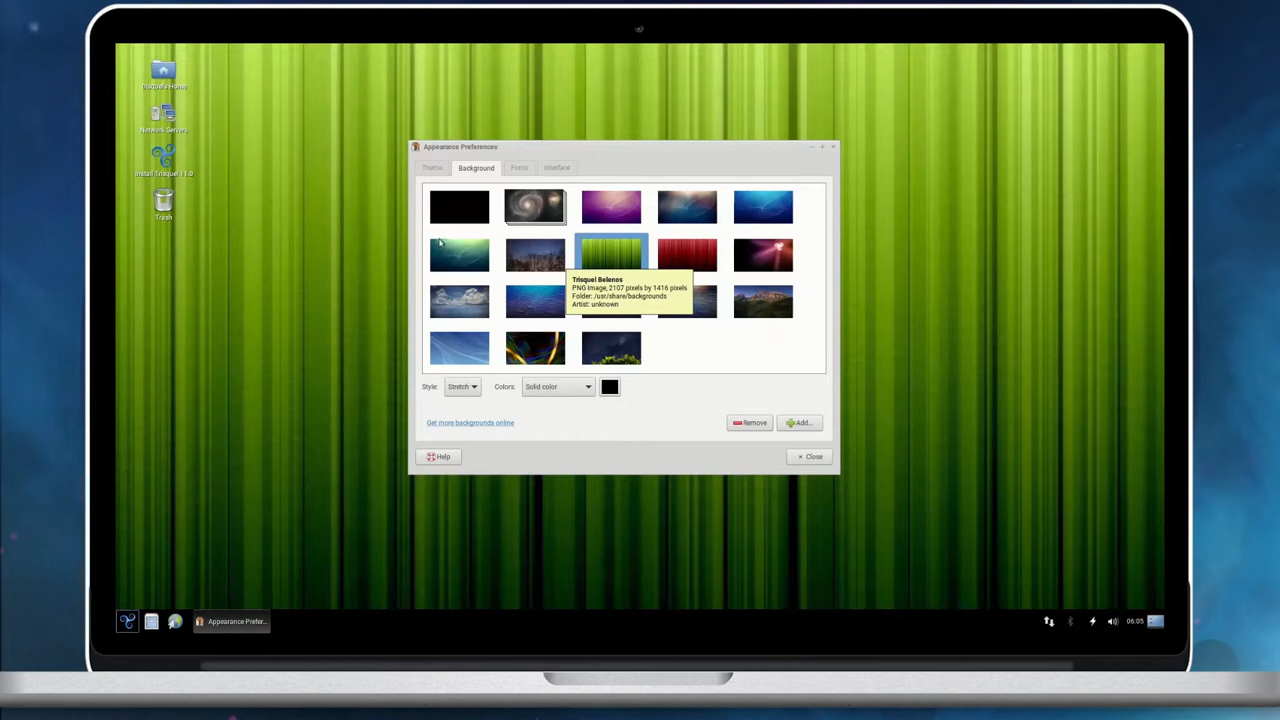 trisquel's Home
Network Servers
Install Trisquel 11.0
Trash
Appearance Preferences
Theme
Background
Fonts
Interface
Trisquel Belenos
PNG image, 2107 pixels by 1416 pixels
Folder: /usr/share/backgrounds
Artist: unknown
Style:
Stretch
Colors:
Solid color
Get more backgrounds online
Remove
Add...
Help
Close
Appearance Prefer...
06:05